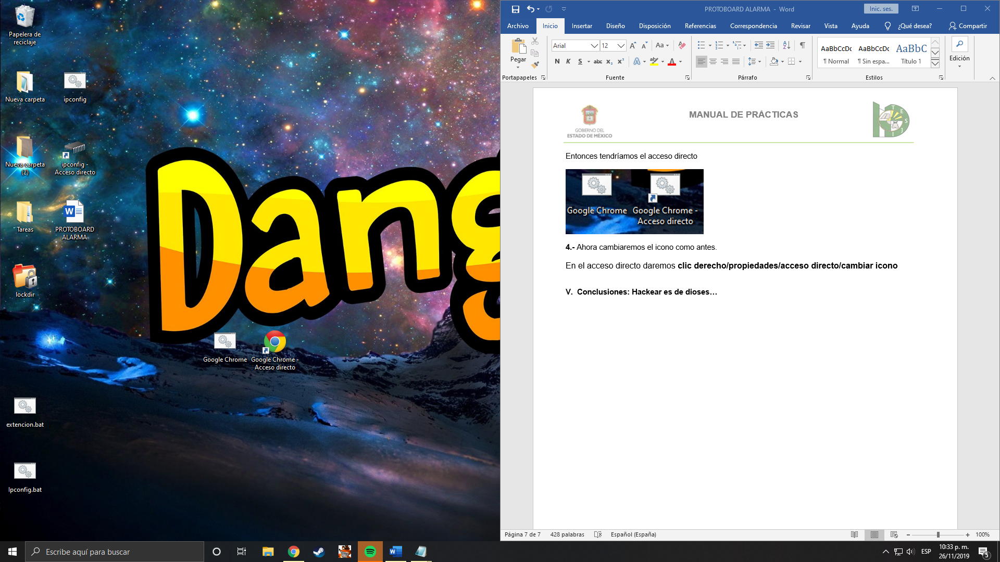 Papelera de
reciclaje
Nueva carpeta
ipconfig
Nueva carpeta
(2)
ipconfig -
Acceso directo
Tareas
PROTOBOARD
ALARMA
lockdir
Dang
Google Chrome
Google Chrome -
Acceso directo
extencion.bat
Ipconfig.bat
PROTOBOARD ALARMA - Word
Inic. ses.
Archivo Inicio Insertar Diseño Disposición Referencias Correspondencia Revisar Vista Ayuda ¿Qué desea? Compartir
Pegar
Arial 12
Aa
N K S abc x₂ x² A ab A
AaBbCcDc AaBbCcDc AaBbC
¶ Normal ¶ Sin espa... Título 1
Edición
Portapapeles Fuente Párrafo Estilos
GOBIERNO DEL
ESTADO DE MÉXICO
MANUAL DE PRÁCTICAS
T E S J I
Entonces tendríamos el acceso directo
Google Chrome
Google Chrome -
Acceso directo
4.- Ahora cambiaremos el icono como antes.
En el acceso directo daremos clic derecho/propiedades/acceso directo/cambiar icono
V. Conclusiones: Hackear es de dioses…
Página 7 de 7 428 palabras Español (España) 100%
Escribe aquí para buscar
ESP
10:33 p. m.
26/11/2019
5